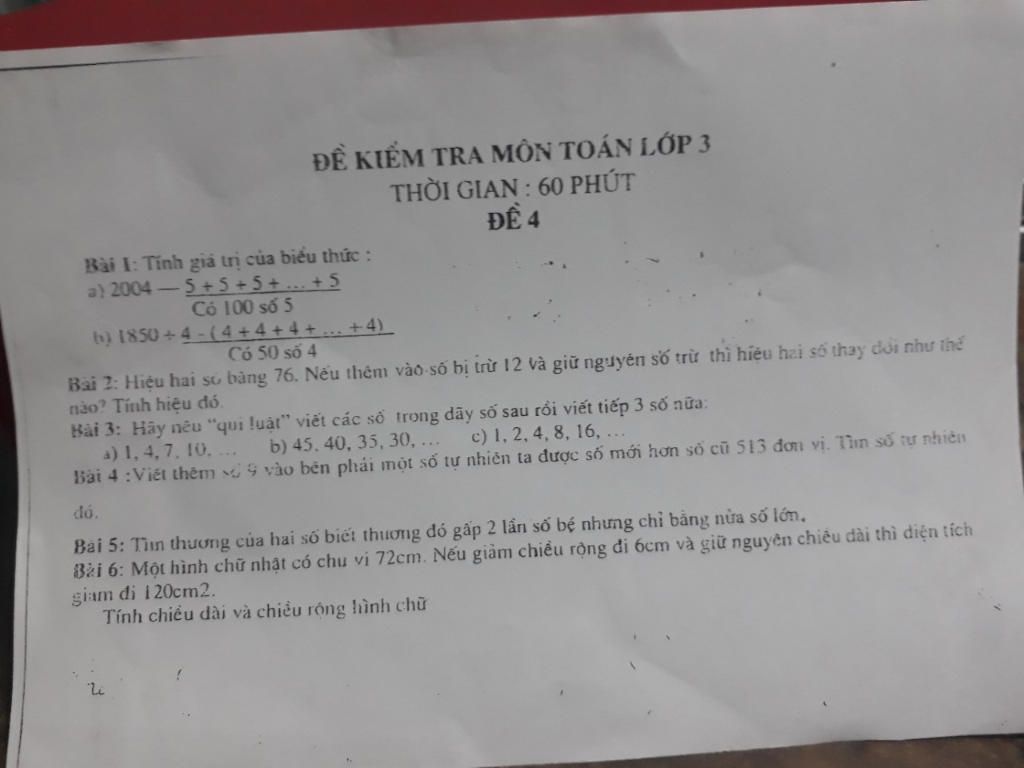 ĐỀ KIỂM TRA MÔN TOÁN LỚP 3
THỜI GIAN : 60 PHÚT
ĐỀ 4
Bài 1: Tính giá trị của biểu thức :
a) 2004 — 5 + 5 + 5 + ... + 5
Có 100 số 5
b) 1850 + 4 - ( 4 + 4 + 4 + ... + 4)
Có 50 số 4
Bài 2: Hiệu hai số bằng 76. Nếu thêm vào số bị trừ 12 và giữ nguyên số trừ thì hiệu hai số thay đổi như thế
nào? Tính hiệu đó.
Bài 3: Hãy nêu “qui luật” viết các số trong dãy số sau rồi viết tiếp 3 số nữa:
a) 1, 4, 7, 10, ... b) 45, 40, 35, 30, ... c) 1, 2, 4, 8, 16, ...
Bài 4 :Viết thêm số 9 vào bên phải một số tự nhiên ta được số mới hơn số cũ 513 đơn vị. Tìm số tự nhiên
đó.
Bài 5: Tìm thương của hai số biết thương đó gấp 2 lần số bé nhưng chỉ bằng nửa số lớn.
Bài 6: Một hình chữ nhật có chu vi 72cm. Nếu giảm chiều rộng đi 6cm và giữ nguyên chiều dài thì diện tích
giảm đi 120cm2.
Tính chiều dài và chiều rộng hình chữ